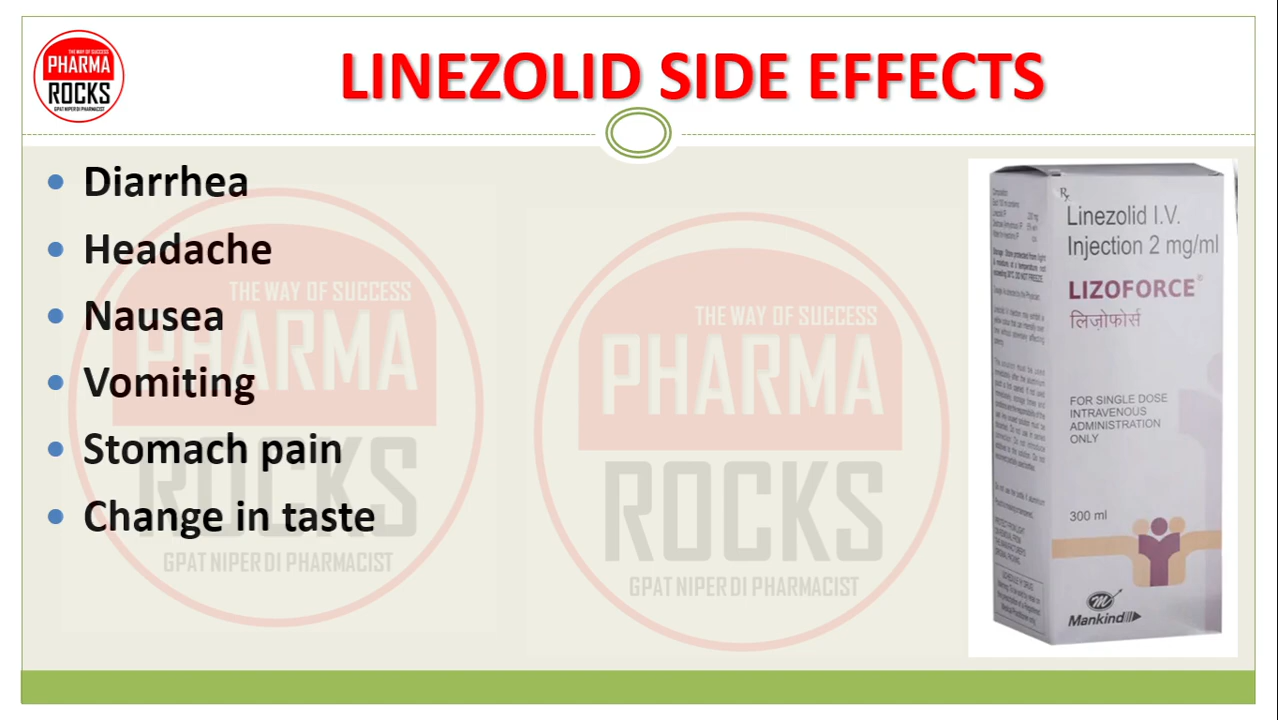 THE WAY OF SUCCESS
PHARMA
ROCKS
GPAT NIPER DI PHARMACIST
LINEZOLID SIDE EFFECTS
• Diarrhea
• Headache
• Nausea
• Vomiting
• Stomach pain
• Change in taste
THE WAY OF SUCCESS
PHARMA
ROCKS
GPAT NIPER DI PHARMACIST
THE WAY OF SUCCESS
PHARMA
ROCKS
GPAT NIPER DI PHARMACIST
Rx
Linezolid I.V.
Injection 2 mg/ml
LIZOFORCE
लिज़ोफोर्स
FOR SINGLE DOSE
INTRAVENOUS
ADMINISTRATION
ONLY
300 ml
Mankind